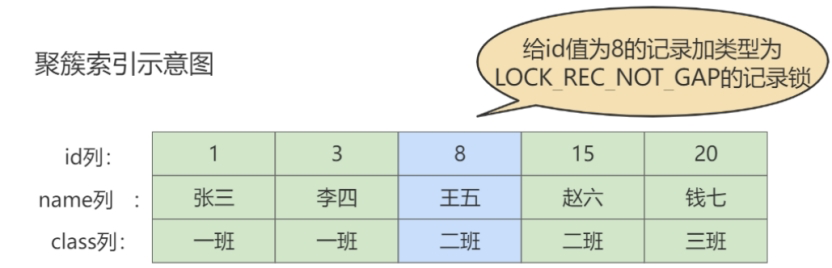 聚簇索引示意图
给id值为8的记录加类型为
LOCK_REC_NOT_GAP的记录锁
id列： 1 3 8 15 20
name列 ： 张三 李四 王五 赵六 钱七
class列： 一班 一班 二班 二班 三班